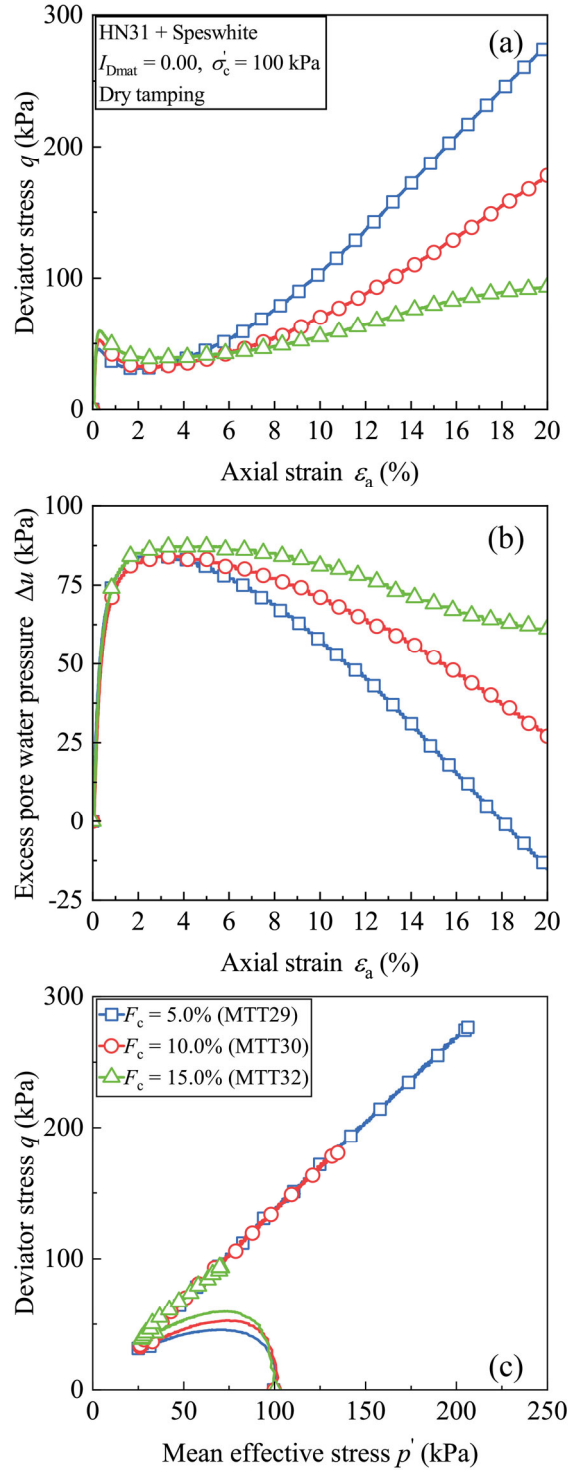 HN31 + Speswhite
I_Dmat = 0.00, σ'_c = 100 kPa
Dry tamping
(a)
300
200
100
0
Deviator stress q (kPa)
0 2 4 6 8 10 12 14 16 18 20
Axial strain ε_a (%)
(b)
100
75
50
25
0
-25
Excess pore water pressure Δu (kPa)
0 2 4 6 8 10 12 14 16 18 20
Axial strain ε_a (%)
300
200
100
0
Deviator stress q (kPa)
F_c = 5.0% (MTT29)
F_c = 10.0% (MTT30)
F_c = 15.0% (MTT32)
(c)
0 50 100 150 200 250
Mean effective stress p' (kPa)